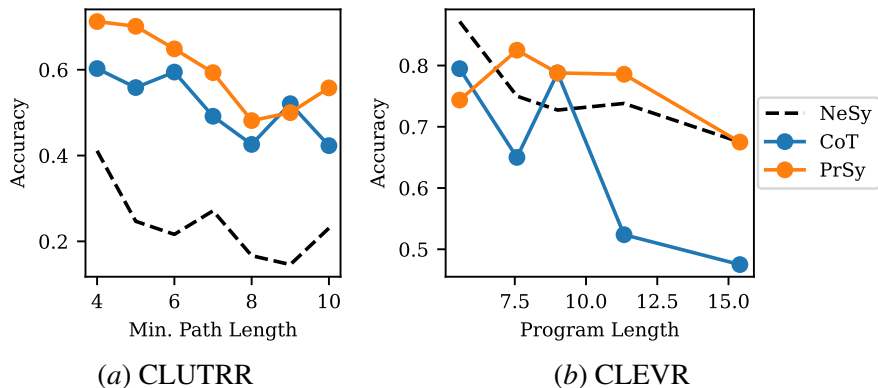 Accuracy
0.6
0.4
0.2
4
6
8
10
Min. Path Length
(a) CLUTRR
Accuracy
0.8
0.7
0.6
0.5
7.5
10.0
12.5
15.0
Program Length
(b) CLEVR
NeSy
CoT
PrSy